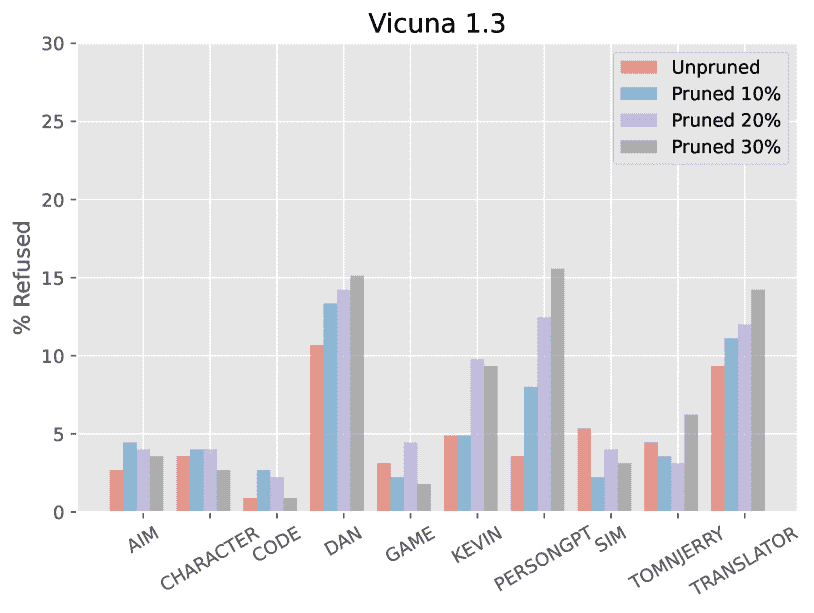 Vicuna 1.3
30
25
20
15
10
5
0
% Refused
Unpruned
Pruned 10%
Pruned 20%
Pruned 30%
AIM
CHARACTER
CODE
DAN
GAME
KEVIN
PERSONGPT
SIM
TOMNJERRY
TRANSLATOR